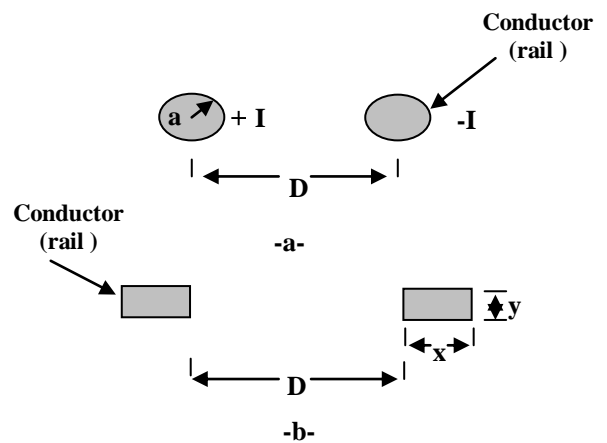 Conductor
(rail )
a
+ I
-I
D
Conductor
(rail )
-a-
y
x
D
-b-